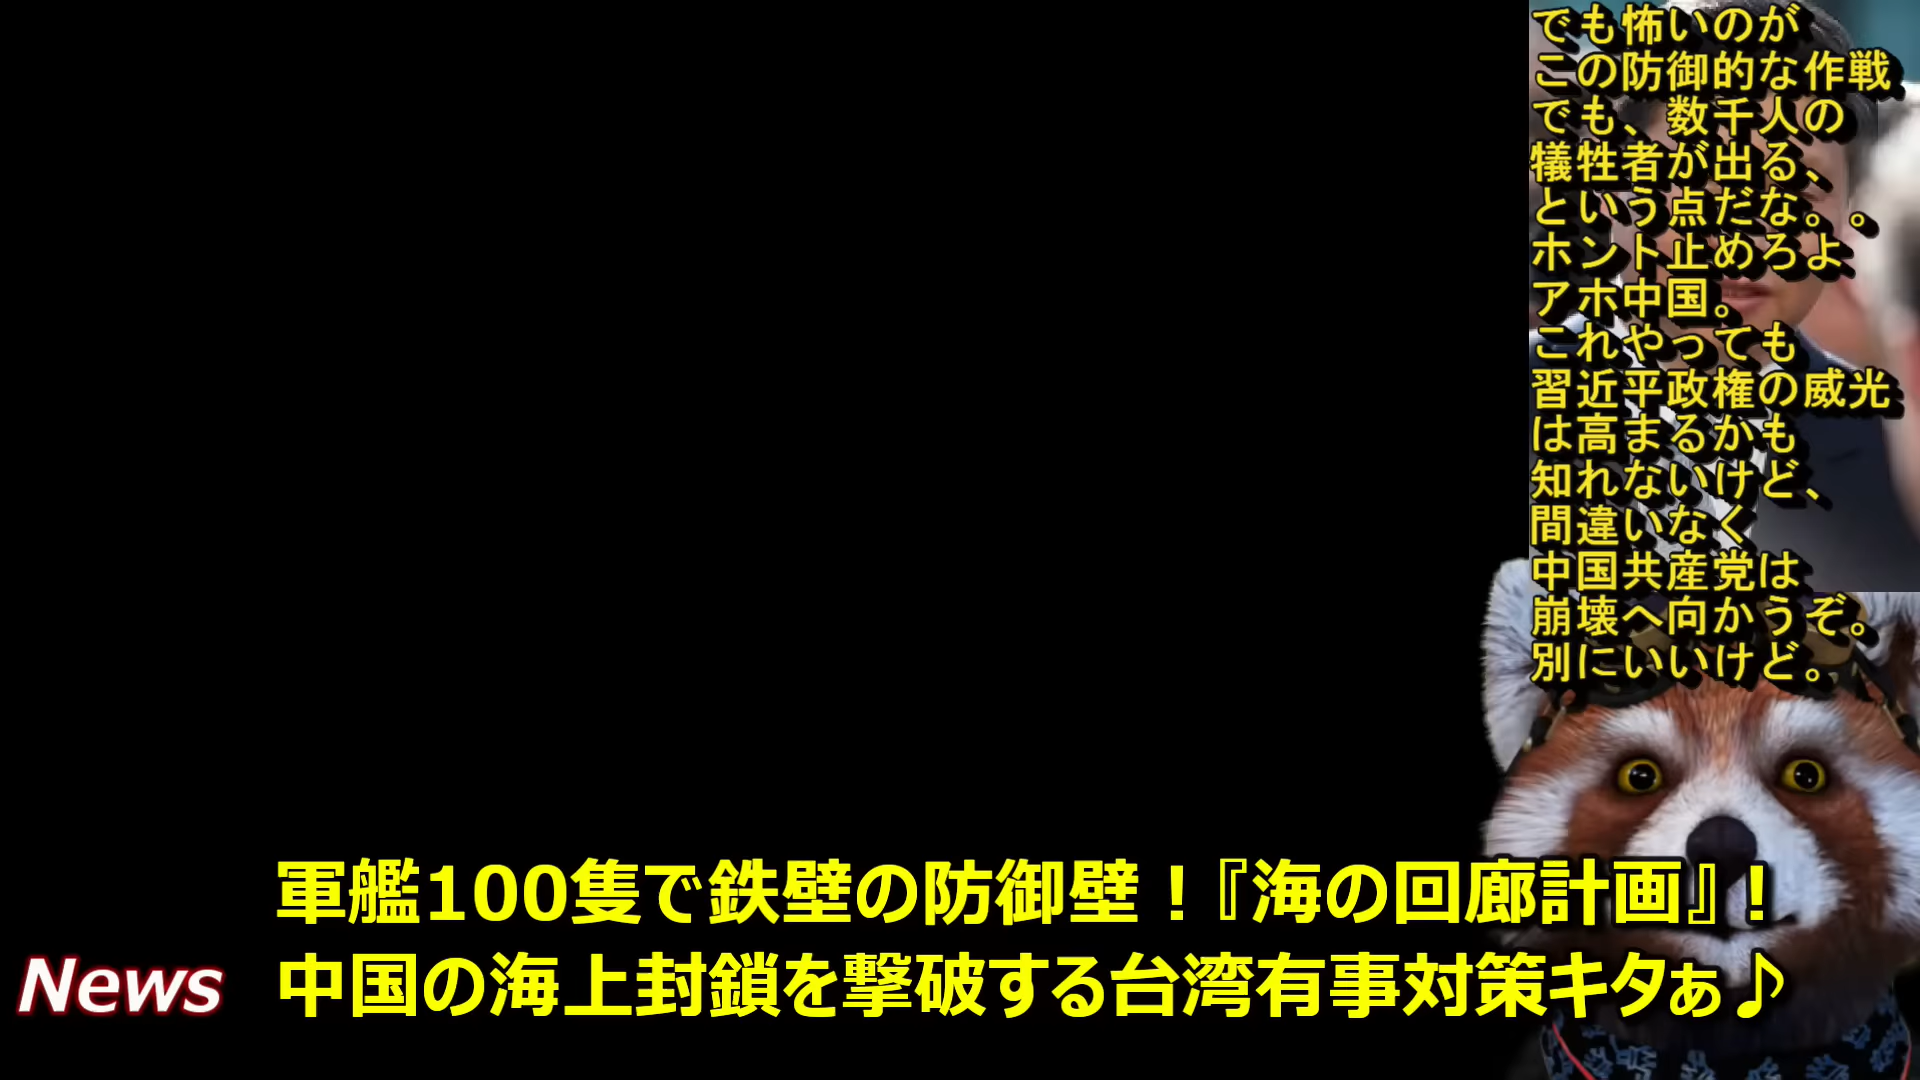 でも怖いのが
この防御的な作戦
でも、数千人の
犠牲者が出る、
という点だな。。
ホント止めろよ
アホ中国。
これやっても
習近平政権の威光
は高まるかも
知れないけど、
間違いなく
中国共産党は
崩壊へ向かうぞ。
別にいいけど。
軍艦100隻で鉄壁の防御壁！『海の回廊計画』！
News 中国の海上封鎖を撃破する台湾有事対策キタぁ♪